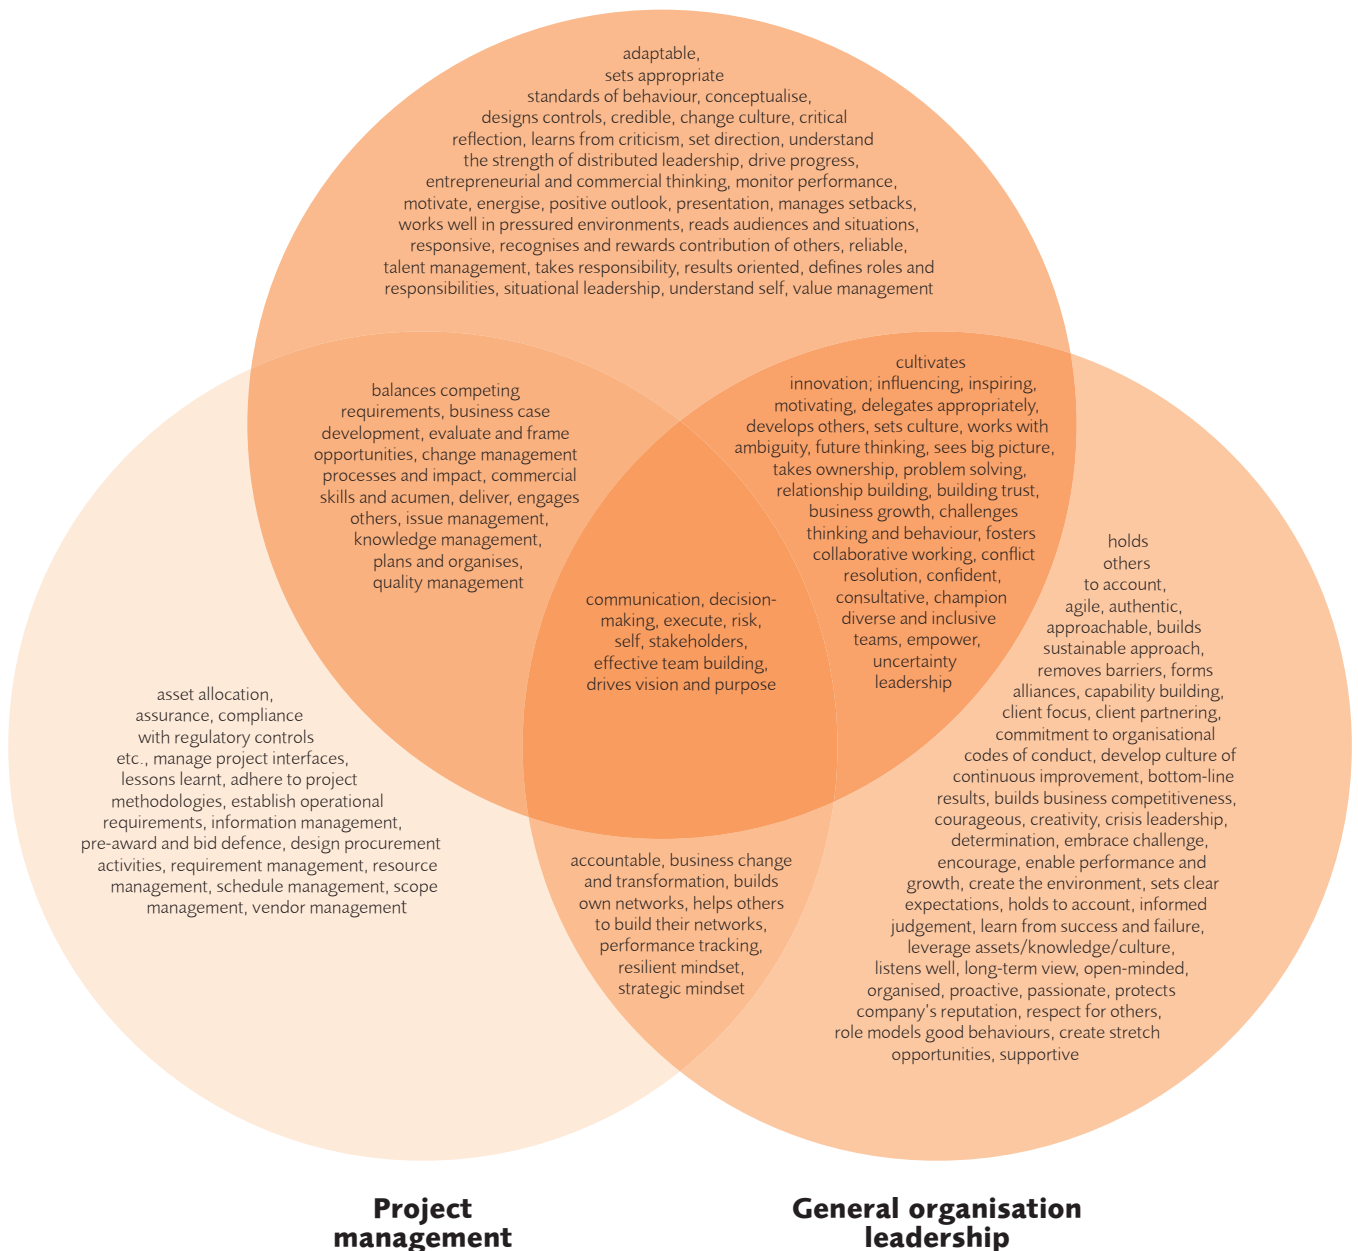 adaptable,
sets appropriate
standards of behaviour, conceptualise,
designs controls, credible, change culture, critical
reflection, learns from criticism, set direction, understand
the strength of distributed leadership, drive progress,
entrepreneurial and commercial thinking, monitor performance,
motivate, energise, positive outlook, presentation, manages setbacks,
works well in pressured environments, reads audiences and situations,
responsive, recognises and rewards contribution of others, reliable,
talent management, takes responsibility, results oriented, defines roles and
responsibilities, situational leadership, understand self, value management
balances competing
requirements, business case
development, evaluate and frame
opportunities, change management
processes and impact, commercial
skills and acumen, deliver, engages
others, issue management,
knowledge management,
plans and organises,
quality management
cultivates
innovation; influencing, inspiring,
motivating, delegates appropriately,
develops others, sets culture, works with
ambiguity, future thinking, sees big picture,
takes ownership, problem solving,
relationship building, building trust,
business growth, challenges
thinking and behaviour, fosters
collaborative working, conflict
resolution, confident,
consultative, champion
diverse and inclusive
teams, empower,
uncertainty
leadership
communication, decision-
making, execute, risk,
self, stakeholders,
effective team building,
drives vision and purpose
holds
others
to account,
agile, authentic,
approachable, builds
sustainable approach,
removes barriers, forms
alliances, capability building,
client focus, client partnering,
commitment to organisational
codes of conduct, develop culture of
continuous improvement, bottom-line
results, builds business competitiveness,
courageous, creativity, crisis leadership,
determination, embrace challenge,
encourage, enable performance and
growth, create the environment, sets clear
expectations, holds to account, informed
judgement, learn from success and failure,
leverage assets/knowledge/culture,
listens well, long-term view, open-minded,
organised, proactive, passionate, protects
company's reputation, respect for others,
role models good behaviours, create stretch
opportunities, supportive
asset allocation,
assurance, compliance
with regulatory controls
etc., manage project interfaces,
lessons learnt, adhere to project
methodologies, establish operational
requirements, information management,
pre-award and bid defence, design procurement
activities, requirement management, resource
management, schedule management, scope
management, vendor management
accountable, business change
and transformation, builds
own networks, helps others
to build their networks,
performance tracking,
resilient mindset,
strategic mindset
Project
management
General organisation
leadership